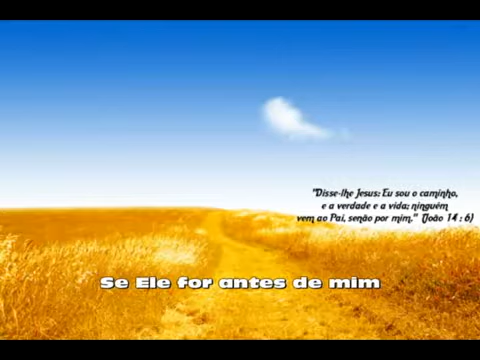 "Disse-lhe Jesus: Eu sou o caminho,
e a verdade e a vida; ninguém
vem ao Pai, senão por mim." (João 14 : 6)
Se Ele for antes de mim